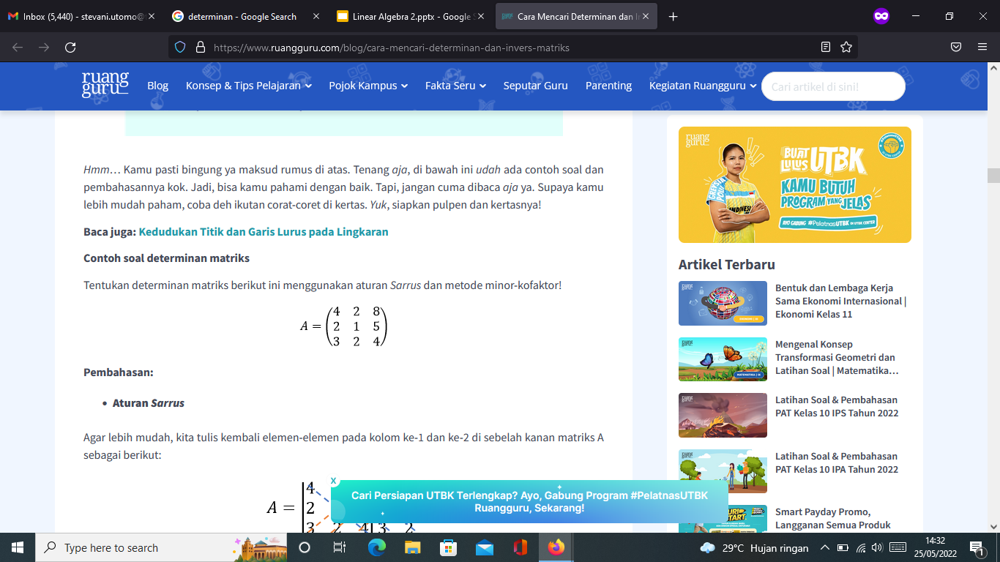 Inbox (5,440) - stevani.utomo@
determinan - Google Search
Linear Algebra 2.pptx - Google S
Cara Mencari Determinan dan In
https://www.ruangguru.com/blog/cara-mencari-determinan-dan-invers-matriks
ruang
guru
Blog
Konsep & Tips Pelajaran
Pojok Kampus
Fakta Seru
Seputar Guru
Parenting
Kegiatan Ruangguru
Cari artikel di sini!
Hmm… Kamu pasti bingung ya maksud rumus di atas. Tenang aja, di bawah ini udah ada contoh soal dan
pembahasannya kok. Jadi, bisa kamu pahami dengan baik. Tapi, jangan cuma dibaca aja ya. Supaya kamu
lebih mudah paham, coba deh ikutan corat-coret di kertas. Yuk, siapkan pulpen dan kertasnya!
Baca juga: Kedudukan Titik dan Garis Lurus pada Lingkaran
Contoh soal determinan matriks
Tentukan determinan matriks berikut ini menggunakan aturan Sarrus dan metode minor-kofaktor!
4 2 8
A = 2 1 5
3 2 4
Pembahasan:
• Aturan Sarrus
Agar lebih mudah, kita tulis kembali elemen-elemen pada kolom ke-1 dan ke-2 di sebelah kanan matriks A
sebagai berikut:
4
A = 2
3 2 4 3 2
X
Cari Persiapan UTBK Terlengkap? Ayo, Gabung Program #PelatnasUTBK
Ruangguru, Sekarang!
ruang
guru
BUAT
LULUS UTBK
KAMU BUTUH
PROGRAM YANG JELAS
AYO GABUNG #PelatnasUTBK
INDONESIA
Artikel Terbaru
Bentuk dan Lembaga Kerja
Sama Ekonomi Internasional |
Ekonomi Kelas 11
Mengenal Konsep
Transformasi Geometri dan
Latihan Soal | Matematika…
Latihan Soal & Pembahasan
PAT Kelas 10 IPS Tahun 2022
Latihan Soal & Pembahasan
PAT Kelas 10 IPA Tahun 2022
Smart Payday Promo,
Langganan Semua Produk
Type here to search
29°C Hujan ringan
14:32
25/05/2022
1